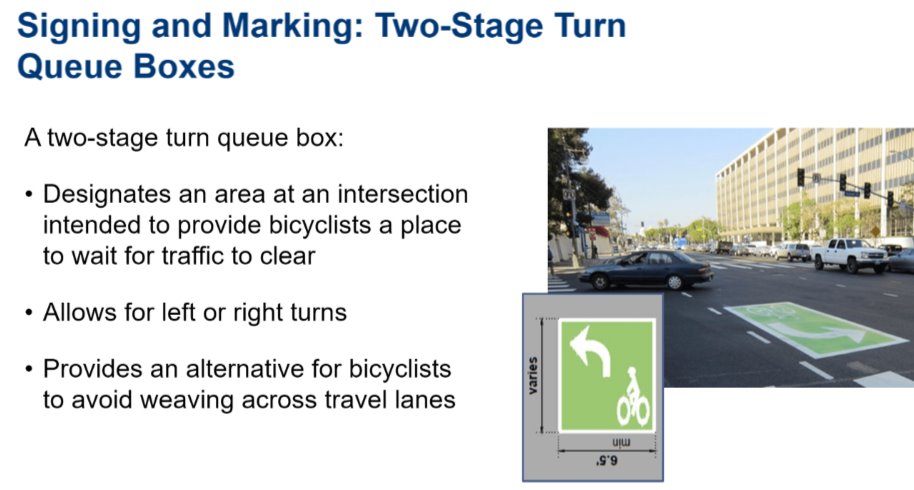 Signing and Marking: Two-Stage Turn
Queue Boxes
A two-stage turn queue box:
• Designates an area at an intersection
intended to provide bicyclists a place
to wait for traffic to clear
• Allows for left or right turns
• Provides an alternative for bicyclists
to avoid weaving across travel lanes
varies
min
6.5'